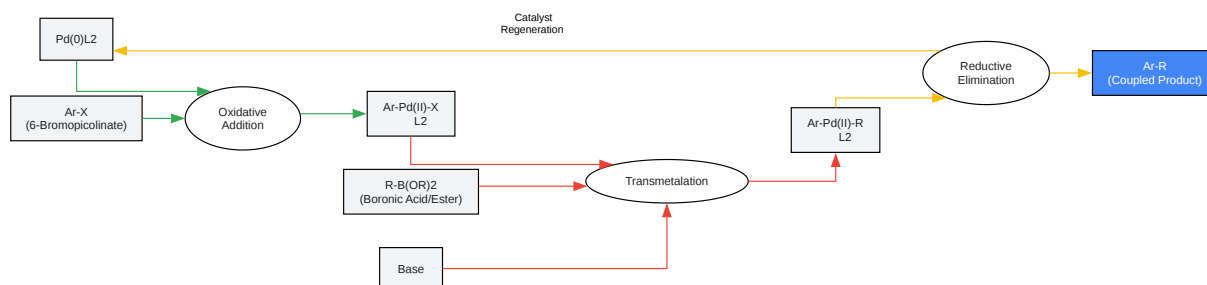 Catalyst
Regeneration
Pd(0)L2
Ar-X
(6-Bromopicolinate)
Oxidative
Addition
Ar-Pd(II)-X
L2
R-B(OR)2
(Boronic Acid/Ester)
Base
Transmetalation
Ar-Pd(II)-R
L2
Reductive
Elimination
Ar-R
(Coupled Product)